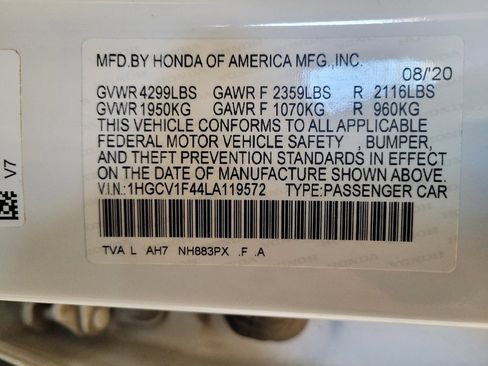 MFD.BY HONDA OF AMERICA MFG.,INC.
08/'20
GVWR 4299LBS GAWR F 2359LBS R 2116LBS
GVWR 1950KG GAWR F 1070KG R 960KG
THIS VEHICLE CONFORMS TO ALL APPLICABLE
FEDERAL MOTOR VEHICLE SAFETY , BUMPER,
AND THEFT PREVENTION STANDARDS IN EFFECT
ON THE DATE OF MANUFACTURE SHOWN ABOVE.
V.I.N.:1HGCV1F44LA119572 TYPE:PASSENGER CAR
TVA L AH7 NH883PX .F .A
V7